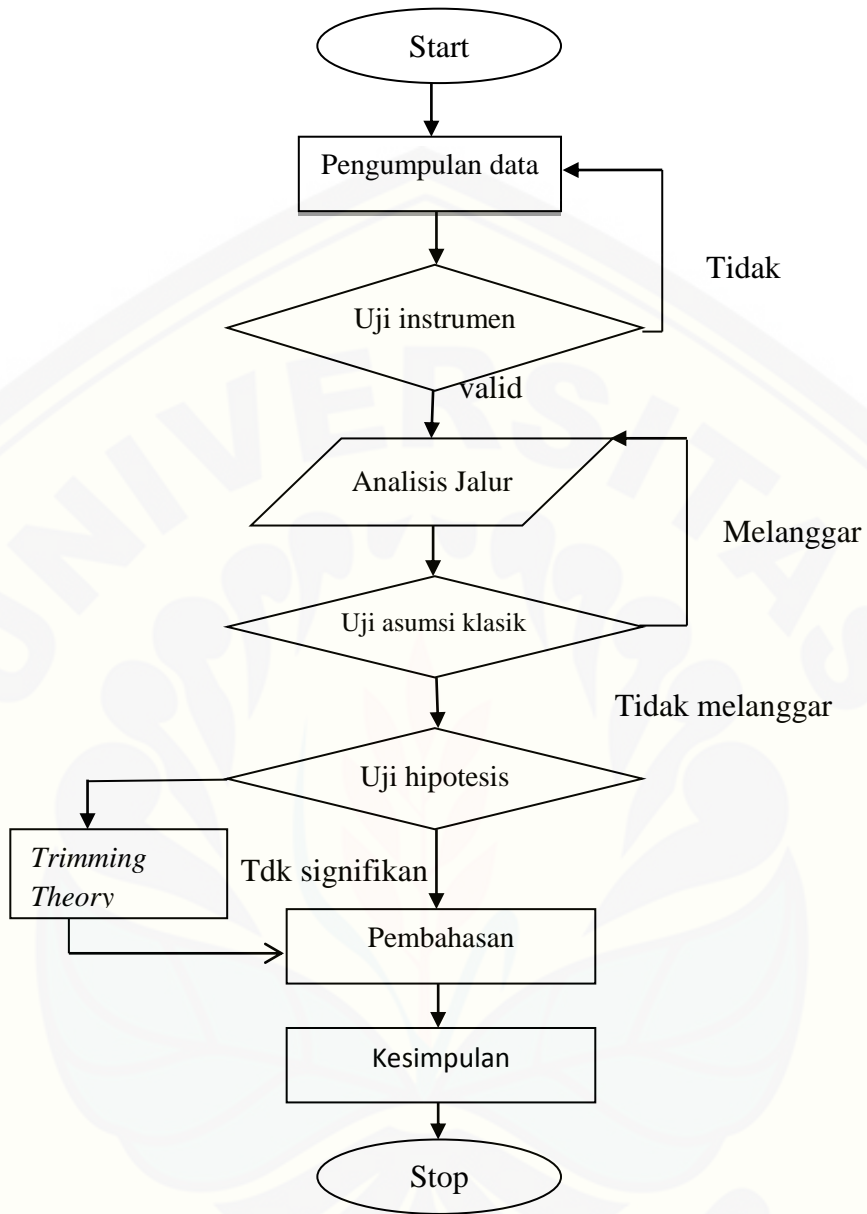 Start
Pengumpulan data
Tidak
Uji instrumen
valid
Analisis Jalur
Melanggar
Uji asumsi klasik
Tidak melanggar
Uji hipotesis
Trimming
Theory
Tdk signifikan
Pembahasan
Kesimpulan
Stop
UNIVERSITAS